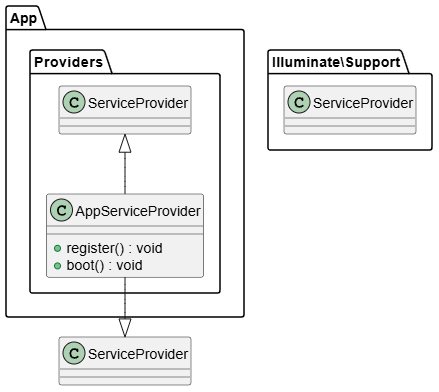 App
Providers
Illuminate\Support
C ServiceProvider
C ServiceProvider
C AppServiceProvider
register() : void
boot() : void
C ServiceProvider